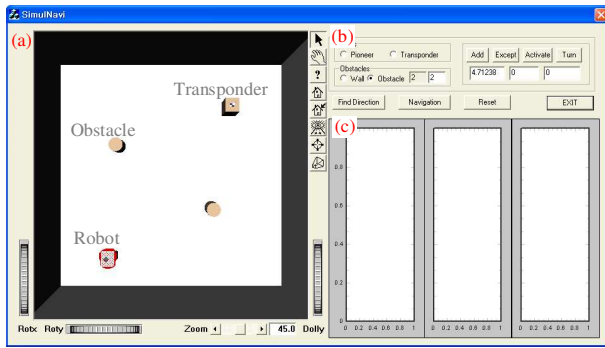 SimulNavi
(a)
Transponder
Obstacle
Robot
Rotx Roty
Zoom
45.0 Dolly
?
(b)
Pioneer
Transponder
Obstacles
Wall
Obstacle
2
2
Add
Except
Activate
Turn
4.71238
0
0
Find Direction
Navigation
Reset
EXIT
(c)
0.8
0.6
0.4
0.2
0
0 0.2 0.4 0.6 0.8 1
0 0.2 0.4 0.6 0.8 1
0 0.2 0.4 0.6 0.8 1